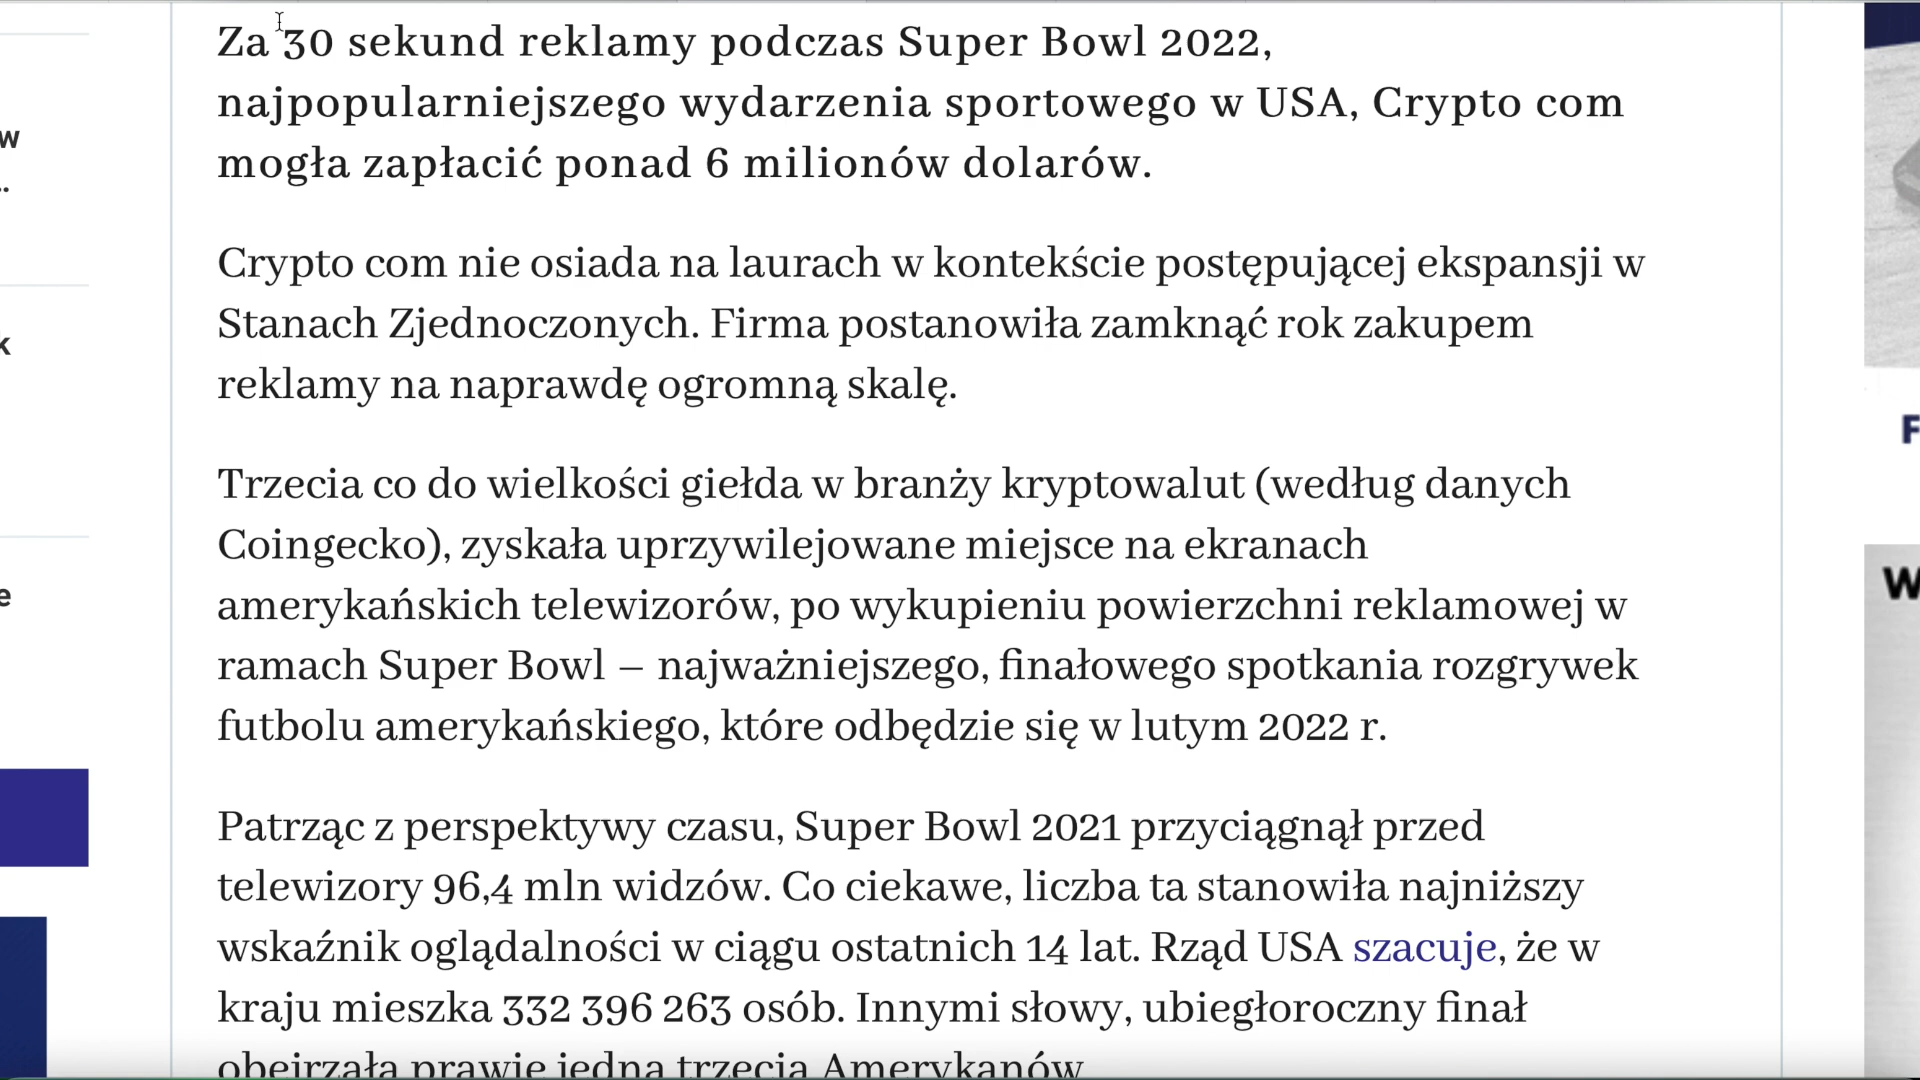 Za 30 sekund reklamy podczas Super Bowl 2022,
najpopularniejszego wydarzenia sportowego w USA, Crypto com
mogła zapłacić ponad 6 milionów dolarów.
Crypto com nie osiada na laurach w kontekście postępującej ekspansji w
Stanach Zjednoczonych. Firma postanowiła zamknąć rok zakupem
reklamy na naprawdę ogromną skalę.
Trzecia co do wielkości giełda w branży kryptowalut (według danych
Coingecko), zyskała uprzywilejowane miejsce na ekranach
amerykańskich telewizorów, po wykupieniu powierzchni reklamowej w
ramach Super Bowl – najważniejszego, finałowego spotkania rozgrywek
futbolu amerykańskiego, które odbędzie się w lutym 2022 r.
Patrząc z perspektywy czasu, Super Bowl 2021 przyciągnął przed
telewizory 96,4 mln widzów. Co ciekawe, liczba ta stanowiła najniższy
wskaźnik oglądalności w ciągu ostatnich 14 lat. Rząd USA szacuje, że w
kraju mieszka 332 396 263 osób. Innymi słowy, ubiegłoroczny finał
obejrzała prawie jedna trzecia Amerykanów